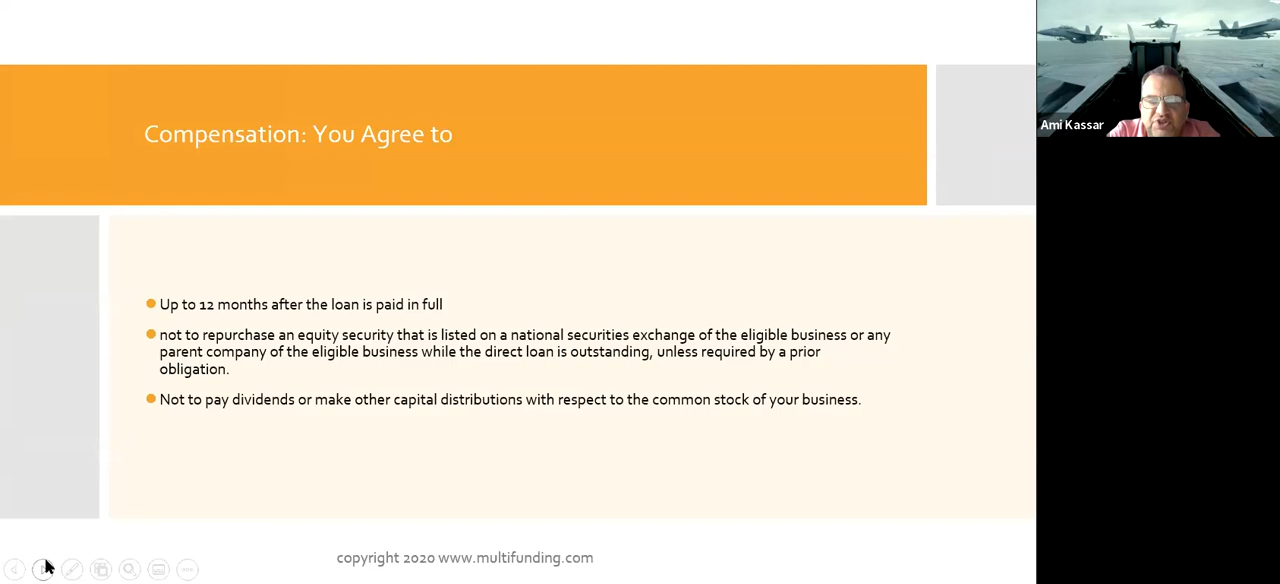 Compensation: You Agree to
Ami Kassar
Up to 12 months after the loan is paid in full
not to repurchase an equity security that is listed on a national securities exchange of the eligible business or any
parent company of the eligible business while the direct loan is outstanding, unless required by a prior
obligation.
Not to pay dividends or make other capital distributions with respect to the common stock of your business.
copyright 2020 www.multifunding.com